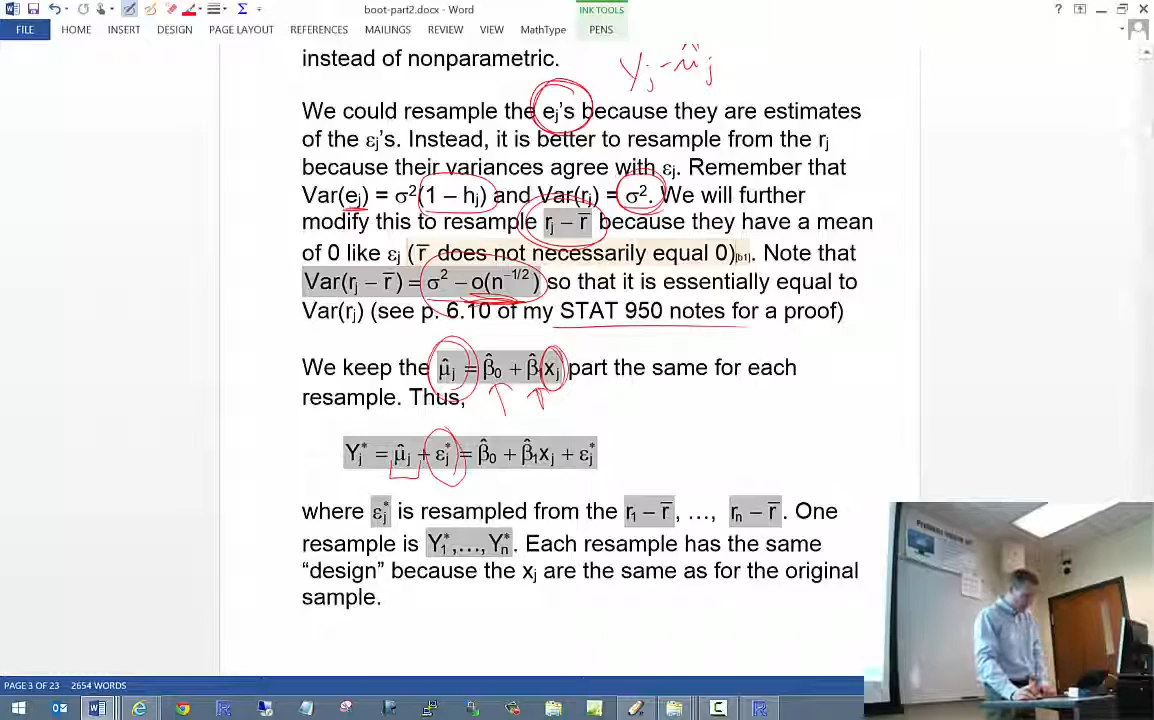 boot-part2.docx - Word
INK TOOLS
FILE HOME INSERT DESIGN PAGE LAYOUT REFERENCES MAILINGS REVIEW VIEW MathType PENS
instead of nonparametric.
Yj − μ̂j
We could resample the ej's because they are estimates
of the εj's. Instead, it is better to resample from the rj
because their variances agree with εj. Remember that
Var(ej) = σ²(1 – hj) and Var(rj) = σ². We will further
modify this to resample rj − r̅ because they have a mean
of 0 like εj (r̅ does not necessarily equal 0)[b1]. Note that
Var(rj − r̅) = σ² − o(n^−1/2) so that it is essentially equal to
Var(rj) (see p. 6.10 of my STAT 950 notes for a proof)
We keep the μ̂j = β̂0 + β̂1xj part the same for each
resample. Thus,
Yj* = μ̂j + εj* = β̂0 + β̂1xj + εj*
where εj* is resampled from the r1 − r̅, …, rn − r̅. One
resample is Y1*,…,Yn*. Each resample has the same
“design” because the xj are the same as for the original
sample.
PAGE 3 OF 23 2654 WORDS